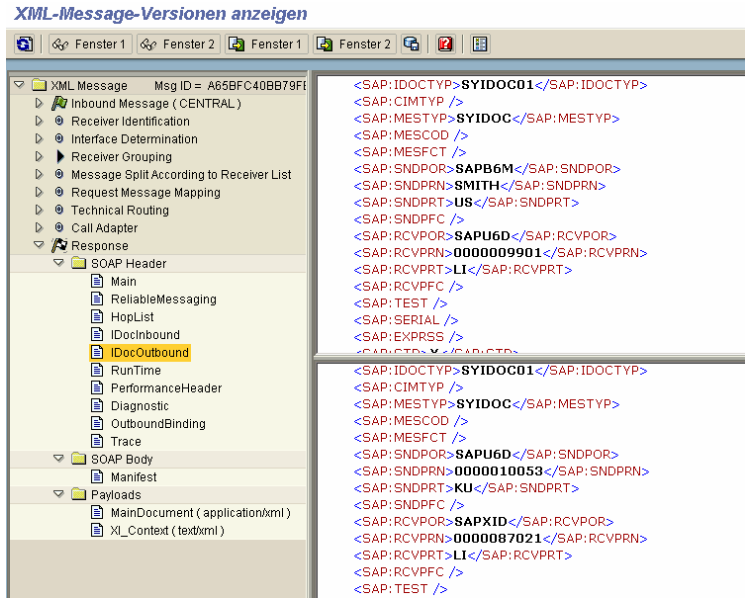 XML-Message-Versionen anzeigen
Fenster 1 Fenster 2 Fenster 1 Fenster 2
XML Message Msg ID = A65BFC40BB79FE
Inbound Message ( CENTRAL )
Receiver Identification
Interface Determination
Receiver Grouping
Message Split According to Receiver List
Request Message Mapping
Technical Routing
Call Adapter
Response
SOAP Header
Main
ReliableMessaging
HopList
IDocInbound
IDocOutbound
RunTime
PerformanceHeader
Diagnostic
OutboundBinding
Trace
SOAP Body
Manifest
Payloads
MainDocument ( application/xml )
XI_Context ( text/xml )
<SAP:IDOCTYP>SYIDOC01</SAP:IDOCTYP>
<SAP:CIMTYP />
<SAP:MESTYP>SYIDOC</SAP:MESTYP>
<SAP:MESCOD />
<SAP:MESFCT />
<SAP:SNDPOR>SAPB6M</SAP:SNDPOR>
<SAP:SNDPRN>SMITH</SAP:SNDPRN>
<SAP:SNDPRT>US</SAP:SNDPRT>
<SAP:SNDPFC />
<SAP:RCVPOR>SAPU6D</SAP:RCVPOR>
<SAP:RCVPRN>0000009901</SAP:RCVPRN>
<SAP:RCVPRT>LI</SAP:RCVPRT>
<SAP:RCVPFC />
<SAP:TEST />
<SAP:SERIAL />
<SAP:EXPRSS />
<SAP:STD>X</SAP:STD>
<SAP:IDOCTYP>SYIDOC01</SAP:IDOCTYP>
<SAP:CIMTYP />
<SAP:MESTYP>SYIDOC</SAP:MESTYP>
<SAP:MESCOD />
<SAP:MESFCT />
<SAP:SNDPOR>SAPU6D</SAP:SNDPOR>
<SAP:SNDPRN>0000010053</SAP:SNDPRN>
<SAP:SNDPRT>KU</SAP:SNDPRT>
<SAP:SNDPFC />
<SAP:RCVPOR>SAPXID</SAP:RCVPOR>
<SAP:RCVPRN>0000087021</SAP:RCVPRN>
<SAP:RCVPRT>LI</SAP:RCVPRT>
<SAP:RCVPFC />
<SAP:TEST />